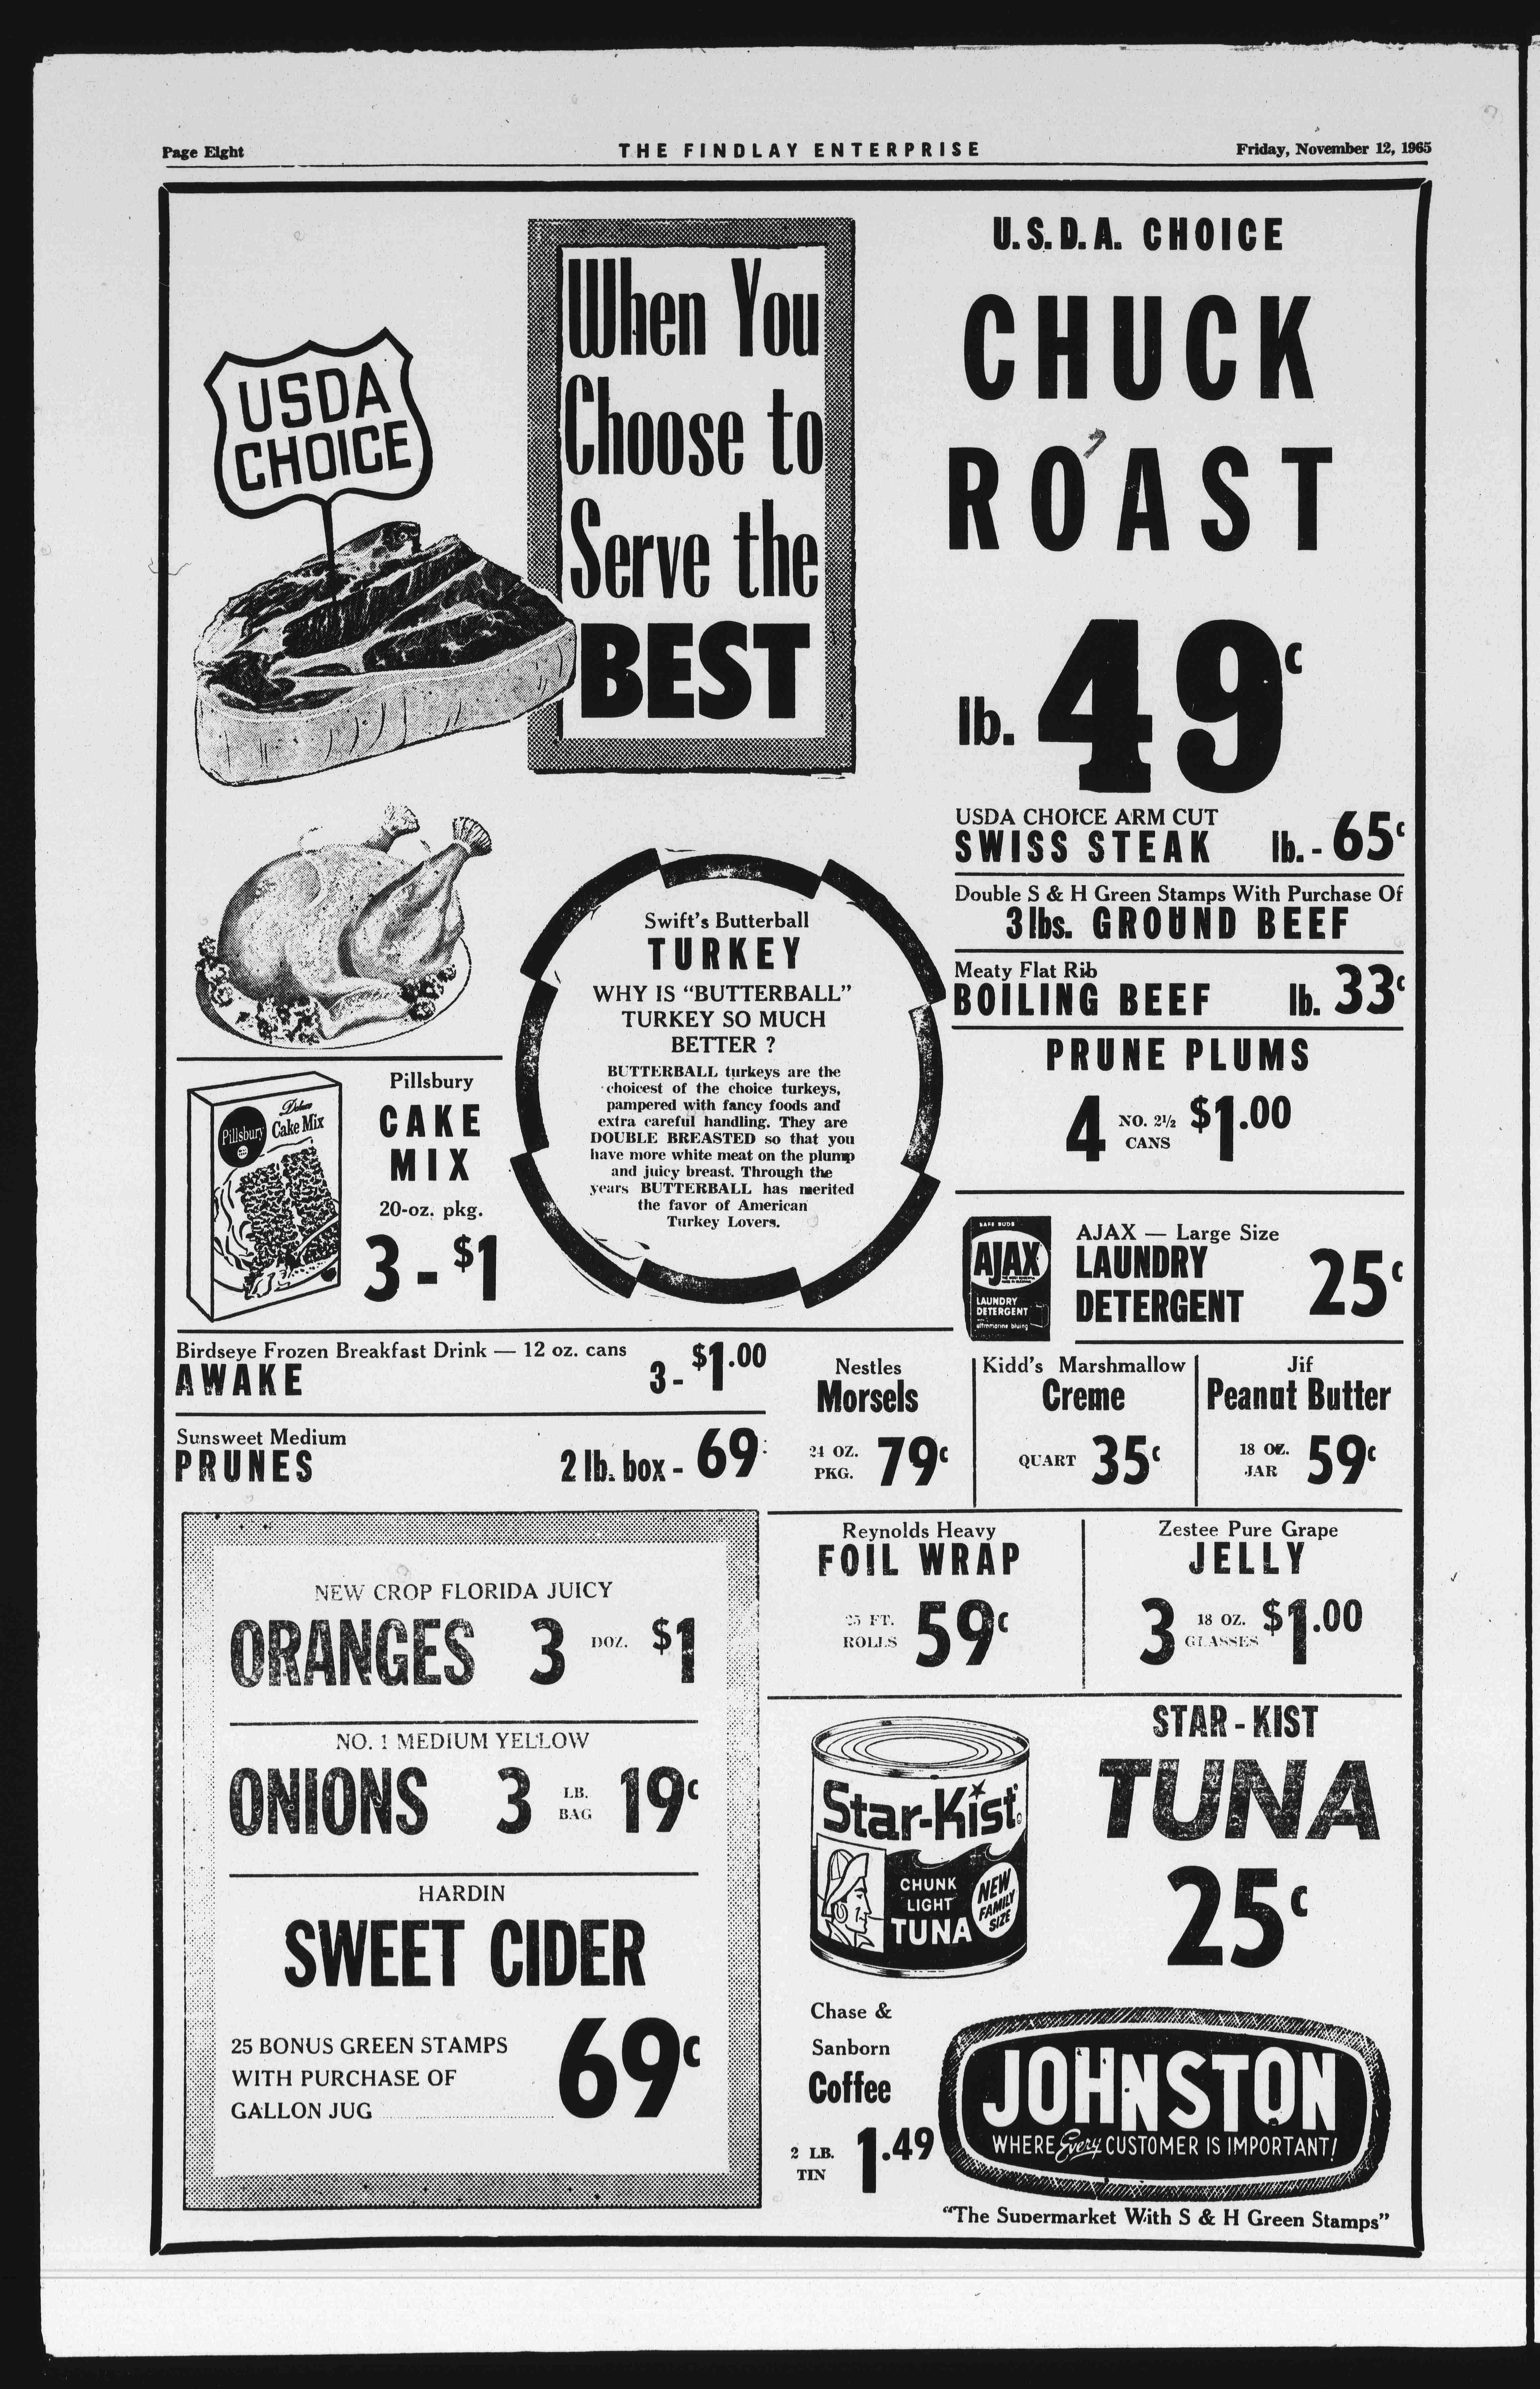 Page Eight
THE FINDLAY ENTERPRISE
Friday, November 12, 1965
USDA
CHOICE
When You
Choose to
Serve the
BEST
U.S.D.A. CHOICE
CHUCK
ROAST
lb. 49c
USDA CHOICE ARM CUT
SWISS STEAK lb. - 65c
Double S & H Green Stamps With Purchase Of
3 lbs. GROUND BEEF
Meaty Flat Rib
BOILING BEEF lb. 33c
PRUNE PLUMS
4 NO. 2½ CANS $1.00
Swift's Butterball
TURKEY
WHY IS "BUTTERBALL"
TURKEY SO MUCH
BETTER ?
BUTTERBALL turkeys are the
choicest of the choice turkeys,
pampered with fancy foods and
extra careful handling. They are
DOUBLE BREASTED so that you
have more white meat on the plump
and juicy breast. Through the
years BUTTERBALL has merited
the favor of American
Turkey Lovers.
Pillsbury
Deluxe
Cake Mix
Pillsbury
CAKE
MIX
20-oz. pkg.
3 - $1
SAFE SUDS
AJAX
LAUNDRY
DETERGENT
ultramarine bluing
AJAX — Large Size
LAUNDRY
DETERGENT 25c
Birdseye Frozen Breakfast Drink — 12 oz. cans
AWAKE 3 - $1.00
Sunsweet Medium
PRUNES 2 lb. box - 69
Nestles
Morsels
24 OZ.
PKG. 79c
Kidd's Marshmallow
Creme
QUART 35c
Jif
Peanut Butter
18 OZ.
JAR 59c
Reynolds Heavy
FOIL WRAP
25 FT.
ROLLS 59c
Zestee Pure Grape
JELLY
3 18 OZ. GLASSES $1.00
NEW CROP FLORIDA JUICY
ORANGES 3 DOZ. $1
NO. 1 MEDIUM YELLOW
ONIONS 3 LB. BAG 19c
HARDIN
SWEET CIDER
25 BONUS GREEN STAMPS
WITH PURCHASE OF
GALLON JUG 69c
Star-Kist
CHUNK
LIGHT
TUNA
NEW
FAMILY
SIZE
STAR - KIST
TUNA
25c
Chase &
Sanborn
Coffee
2 LB.
TIN 1.49
JOHNSTON
WHERE Every CUSTOMER IS IMPORTANT!
"The Supermarket With S & H Green Stamps"